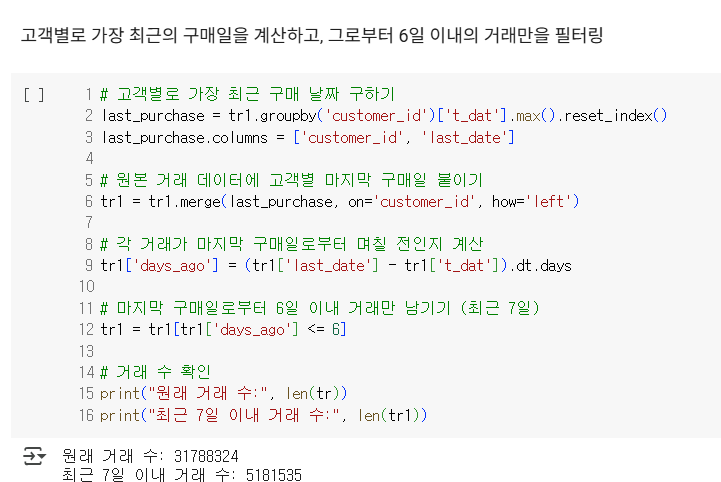 고객별로 가장 최근의 구매일을 계산하고, 그로부터 6일 이내의 거래만을 필터링
[ ]
1 # 고객별로 가장 최근 구매 날짜 구하기
2 last_purchase = tr1.groupby('customer_id')['t_dat'].max().reset_index()
3 last_purchase.columns = ['customer_id', 'last_date']
4
5 # 원본 거래 데이터에 고객별 마지막 구매일 붙이기
6 tr1 = tr1.merge(last_purchase, on='customer_id', how='left')
7
8 # 각 거래가 마지막 구매일로부터 며칠 전인지 계산
9 tr1['days_ago'] = (tr1['last_date'] - tr1['t_dat']).dt.days
10
11 # 마지막 구매일로부터 6일 이내 거래만 남기기 (최근 7일)
12 tr1 = tr1[tr1['days_ago'] <= 6]
13
14 # 거래 수 확인
15 print("원래 거래 수:", len(tr))
16 print("최근 7일 이내 거래 수:", len(tr1))
원래 거래 수: 31788324
최근 7일 이내 거래 수: 5181535